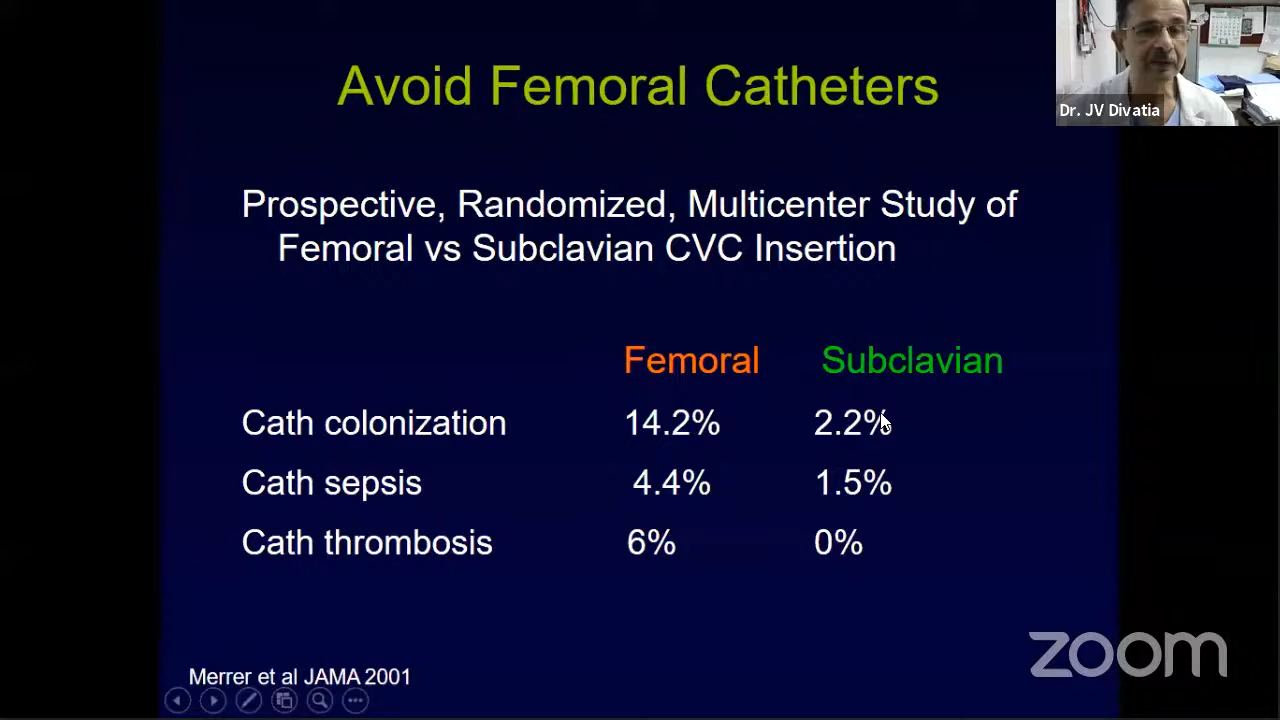 Avoid Femoral Catheters
Dr. JV Divatia
Prospective, Randomized, Multicenter Study of
Femoral vs Subclavian CVC Insertion
Femoral Subclavian
Cath colonization 14.2% 2.2%
Cath sepsis 4.4% 1.5%
Cath thrombosis 6% 0%
zoom
Merrer et al JAMA 2001